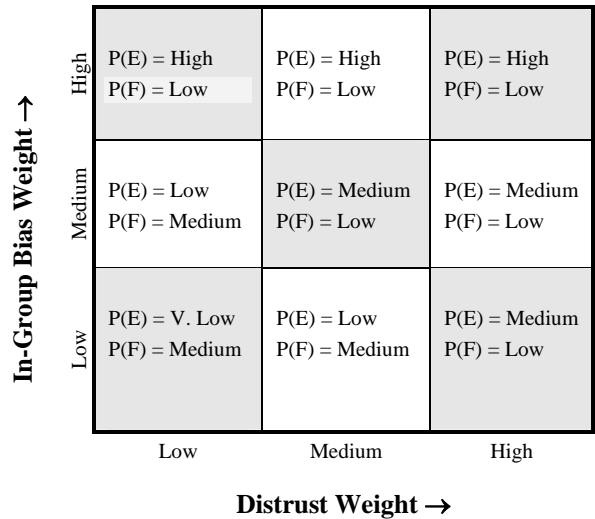 In-Group Bias Weight →
High
P(E) = High
P(F) = Low
P(E) = High
P(F) = Low
P(E) = High
P(F) = Low
Medium
P(E) = Low
P(F) = Medium
P(E) = Medium
P(F) = Low
P(E) = Medium
P(F) = Low
Low
P(E) = V. Low
P(F) = Medium
P(E) = Low
P(F) = Medium
P(E) = Medium
P(F) = Low
Low
Medium
High
Distrust Weight →